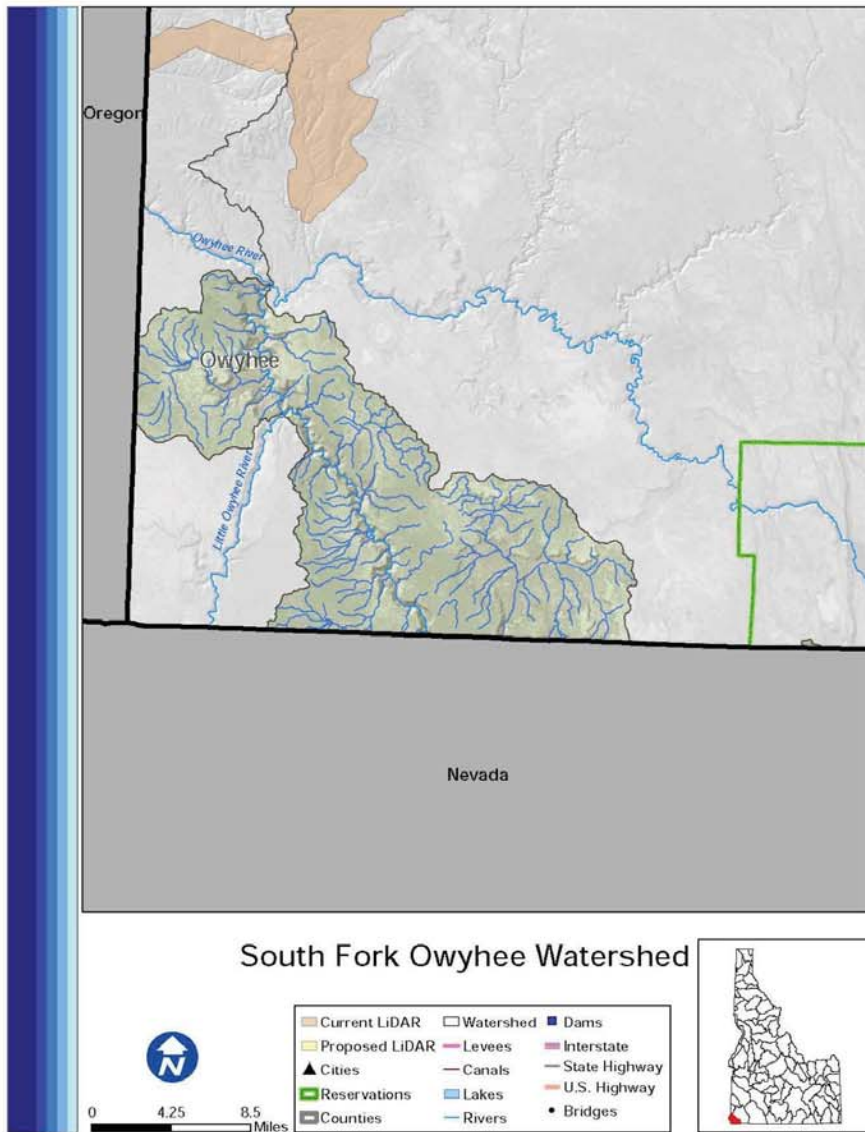 Oregon
Owyhee River
Owyhee
Little Owyhee River
Nevada
South Fork Owyhee Watershed
N
0 4.25 8.5
Miles
Current LiDAR
Proposed LiDAR
Cities
Reservations
Counties
Watershed
Levees
Canals
Lakes
Rivers
Dams
Interstate
State Highway
U.S. Highway
Bridges